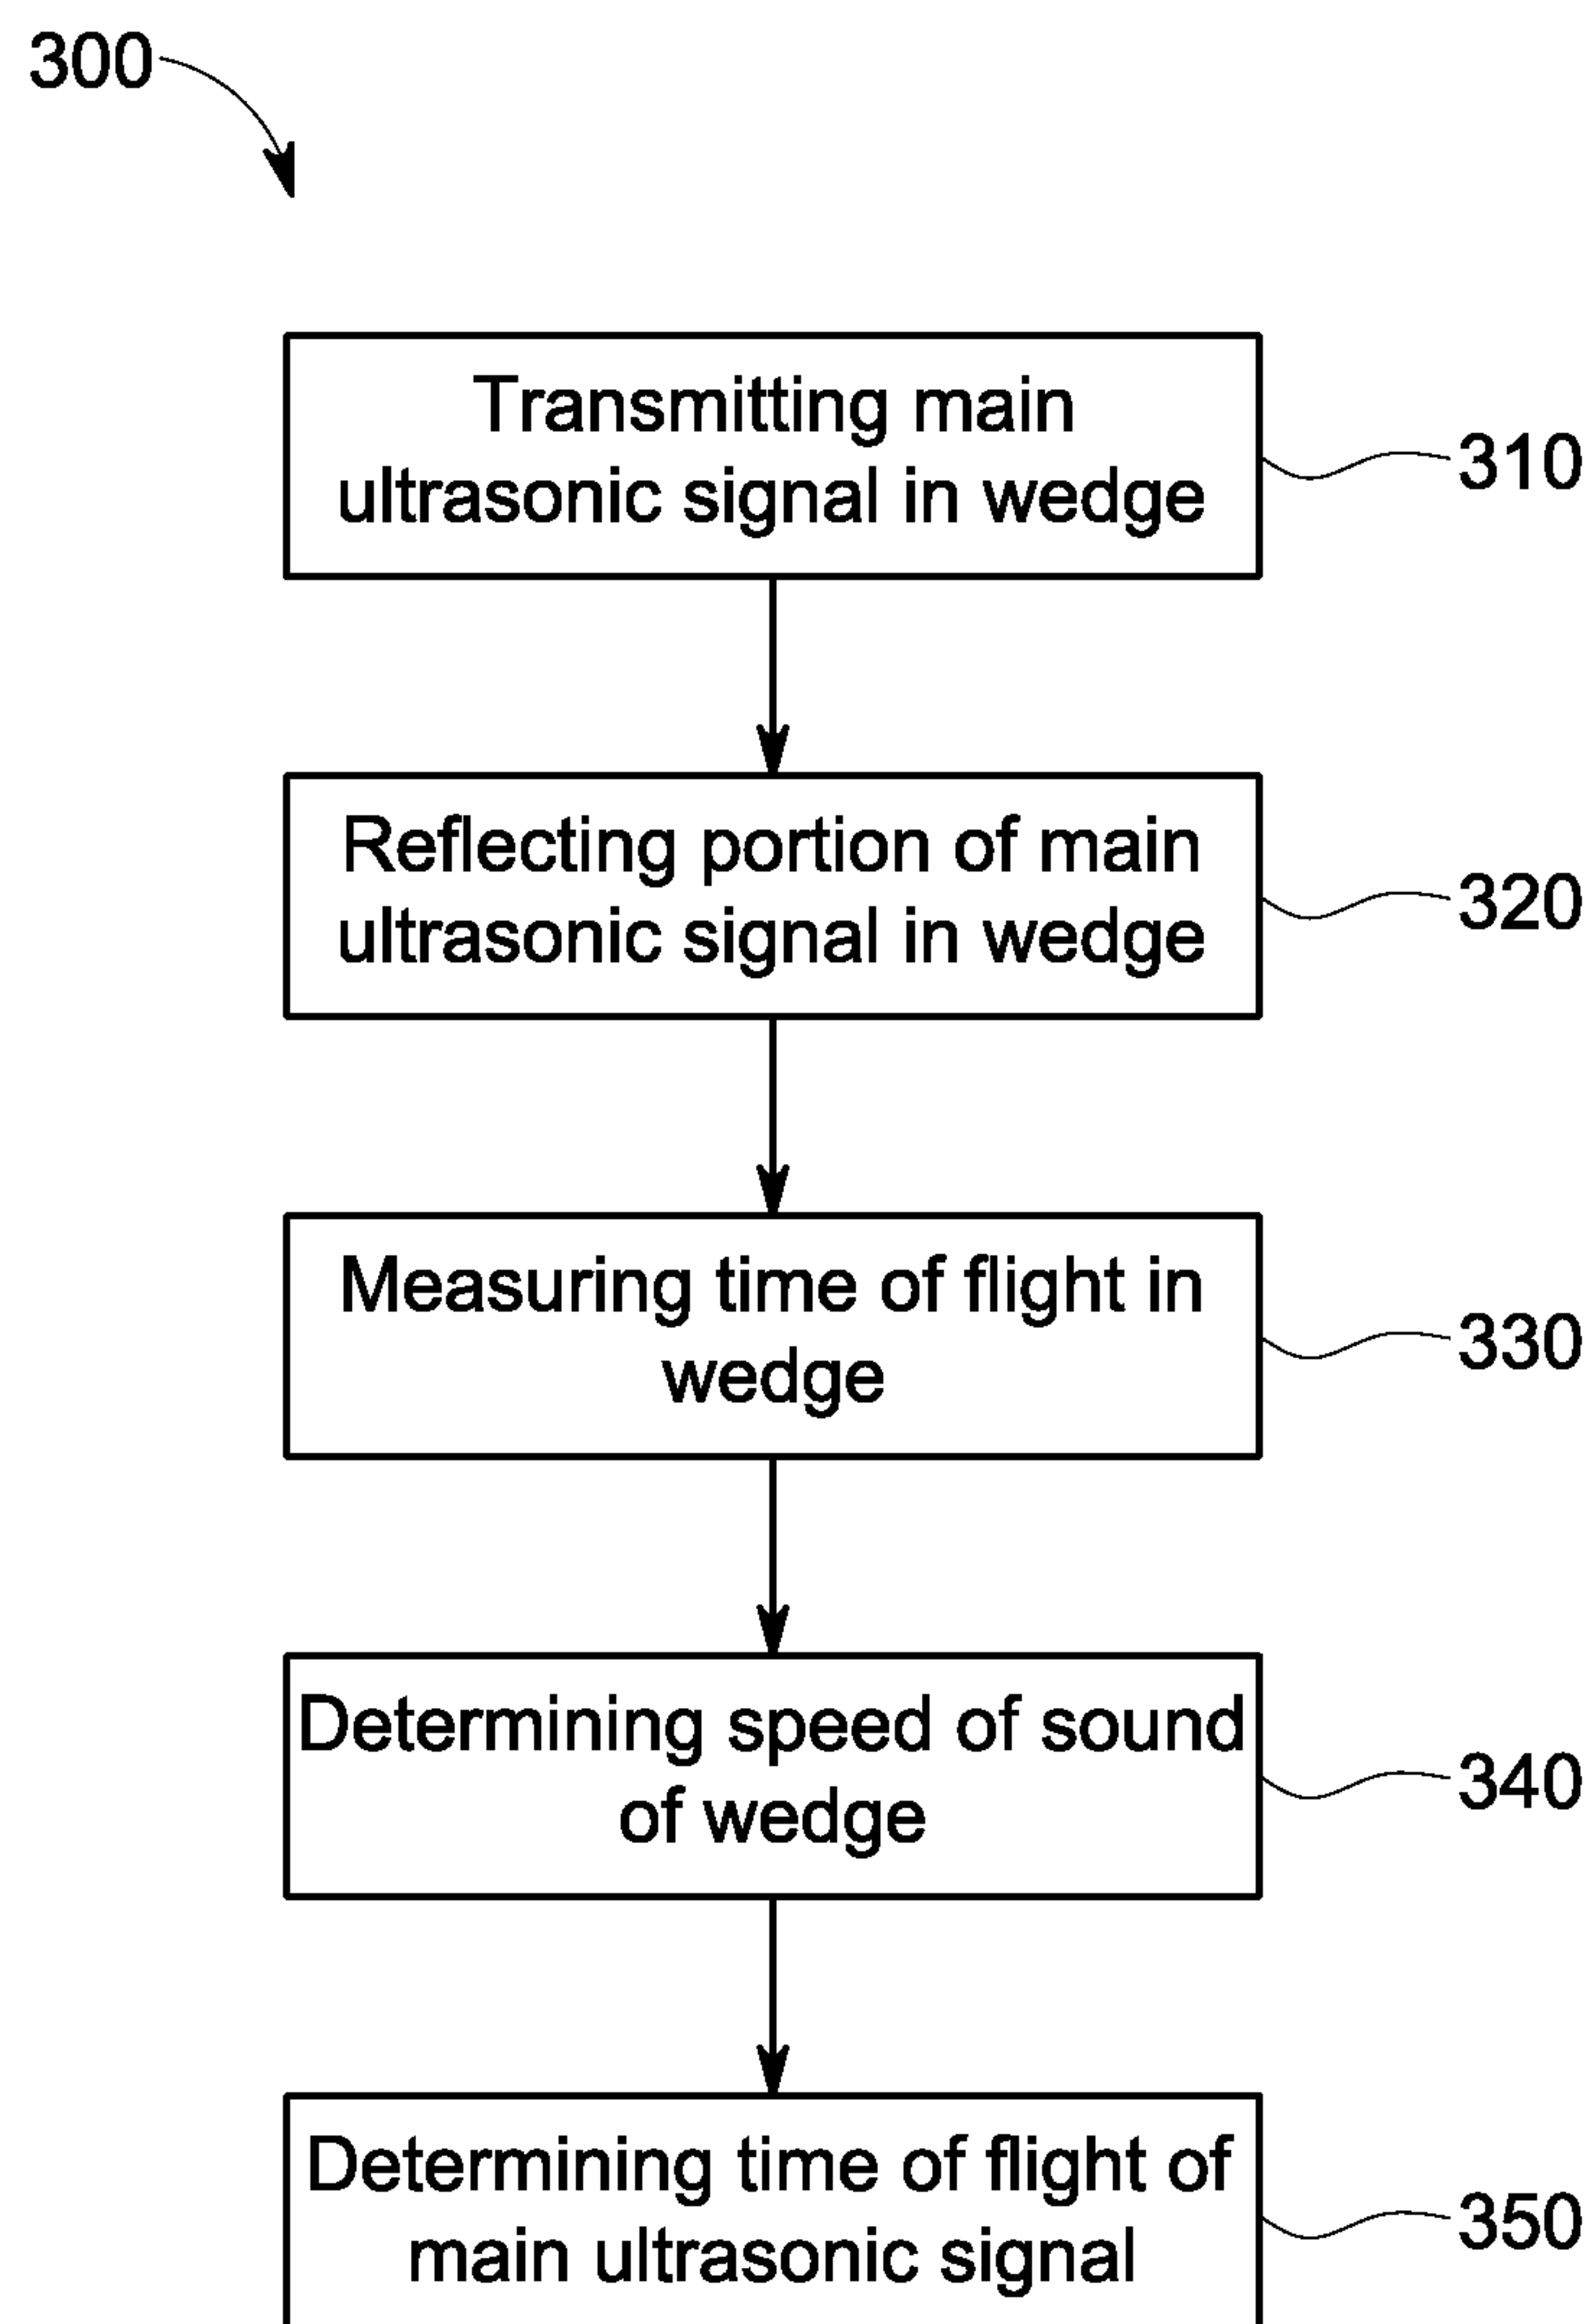 300
Transmitting main
ultrasonic signal in wedge
310
Reflecting portion of main
ultrasonic signal in wedge
320
Measuring time of flight in
wedge
330
Determining speed of sound
of wedge
340
Determining time of flight of
main ultrasonic signal
350